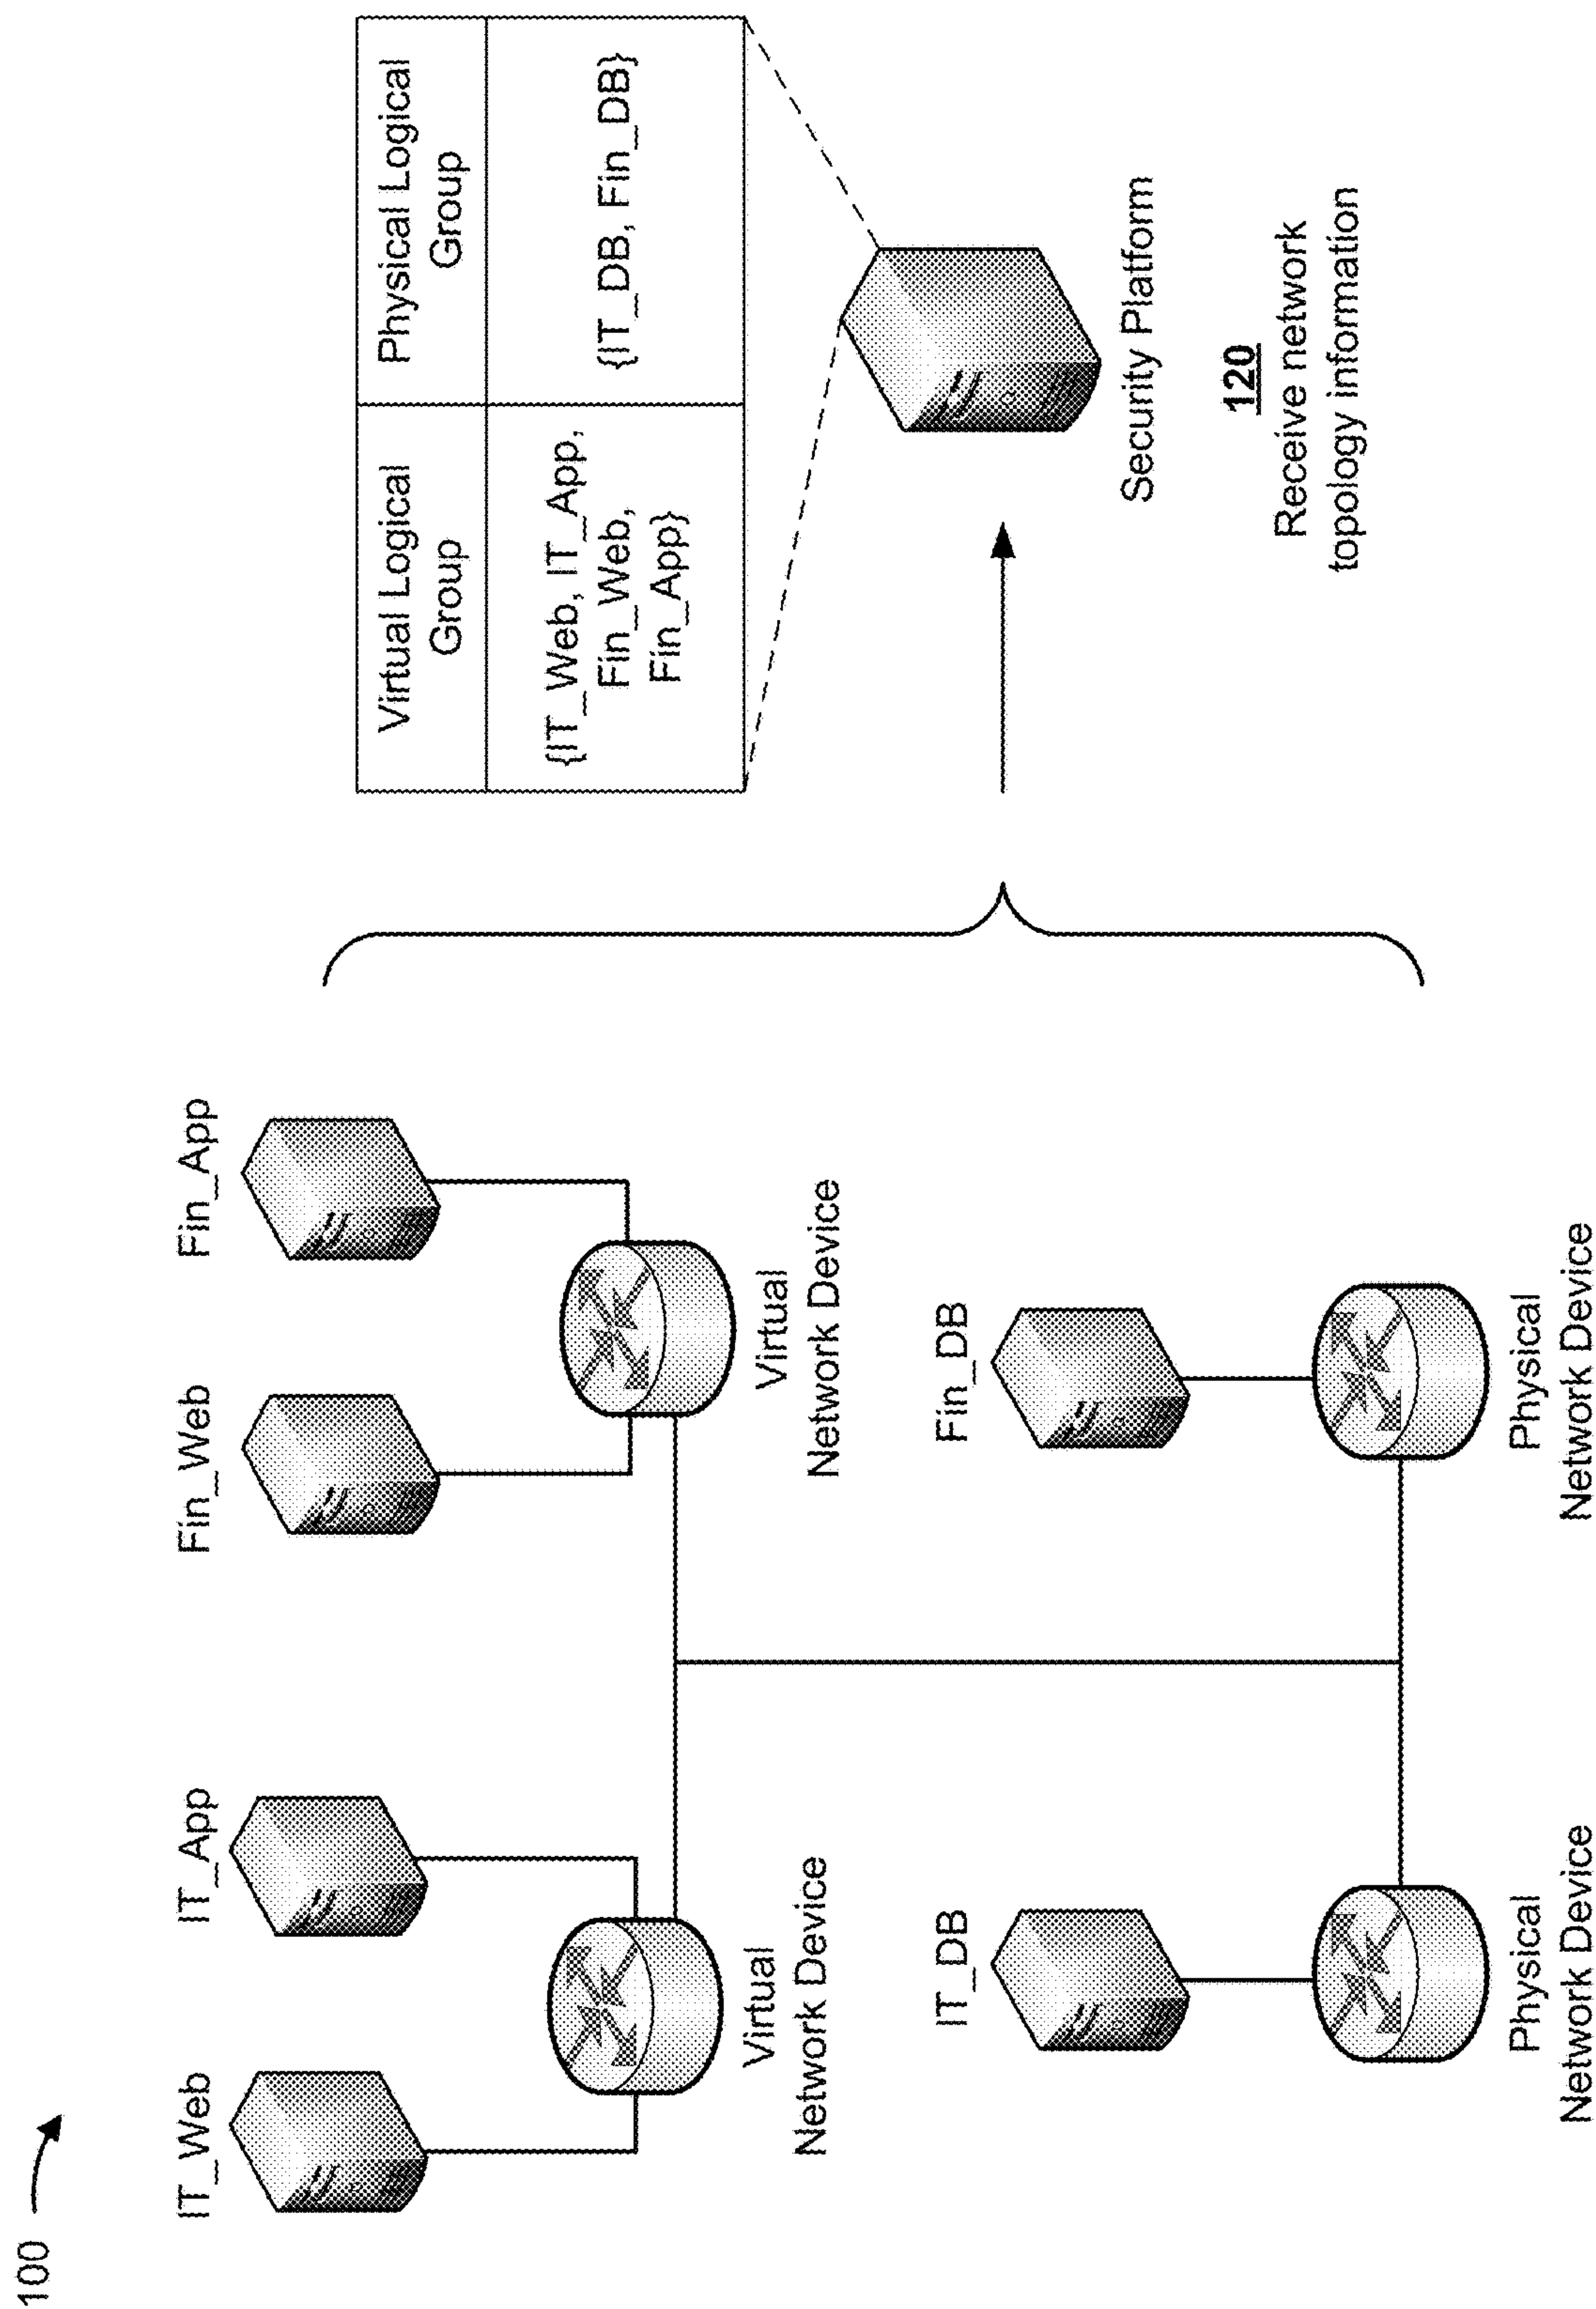 100
IT_Web
IT_App
Fin_Web
Fin_App
Virtual
Network Device
Virtual
Network Device
IT_DB
Fin_DB
Physical
Network Device
Physical
Network Device
Virtual Logical
Group
Physical Logical
Group
{IT_Web, IT_App,
Fin_Web,
Fin_App}
{IT_DB, Fin_DB}
Security Platform
120
Receive network
topology information